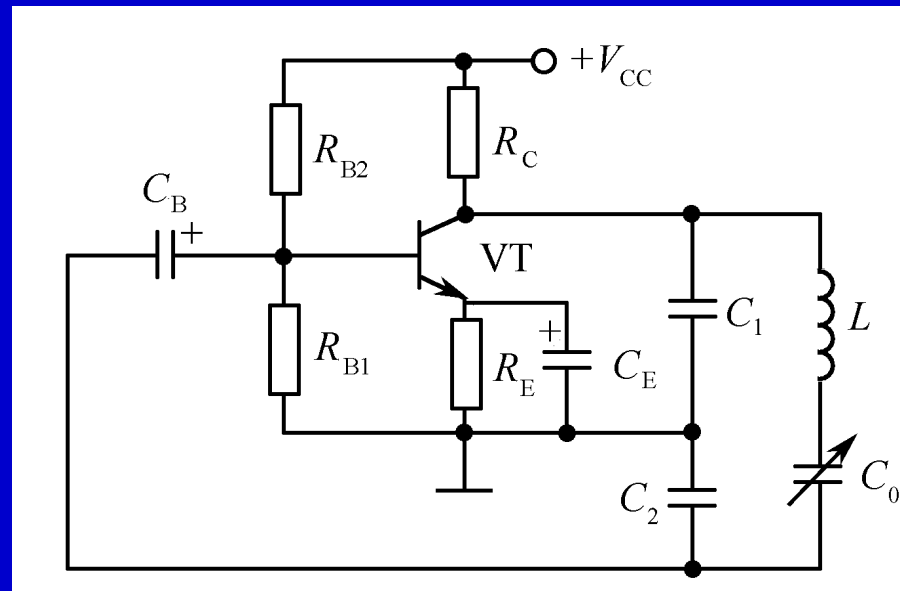 +V_CC
R_B2
R_C
C_B
+
VT
C_1
L
R_B1
+
R_E
C_E
C_2
C_0